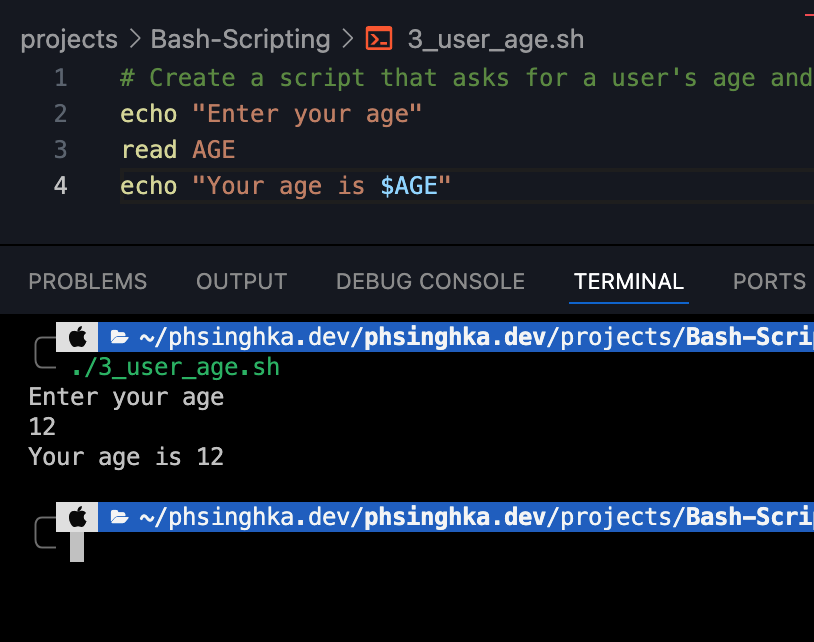 projects > Bash-Scripting > 3_user_age.sh
1 # Create a script that asks for a user's age and
2 echo "Enter your age"
3 read AGE
4 echo "Your age is $AGE"
PROBLEMS OUTPUT DEBUG CONSOLE TERMINAL PORTS
~/phsinghka.dev/phsinghka.dev/projects/Bash-Scri
./3_user_age.sh
Enter your age
12
Your age is 12
~/phsinghka.dev/phsinghka.dev/projects/Bash-Scri